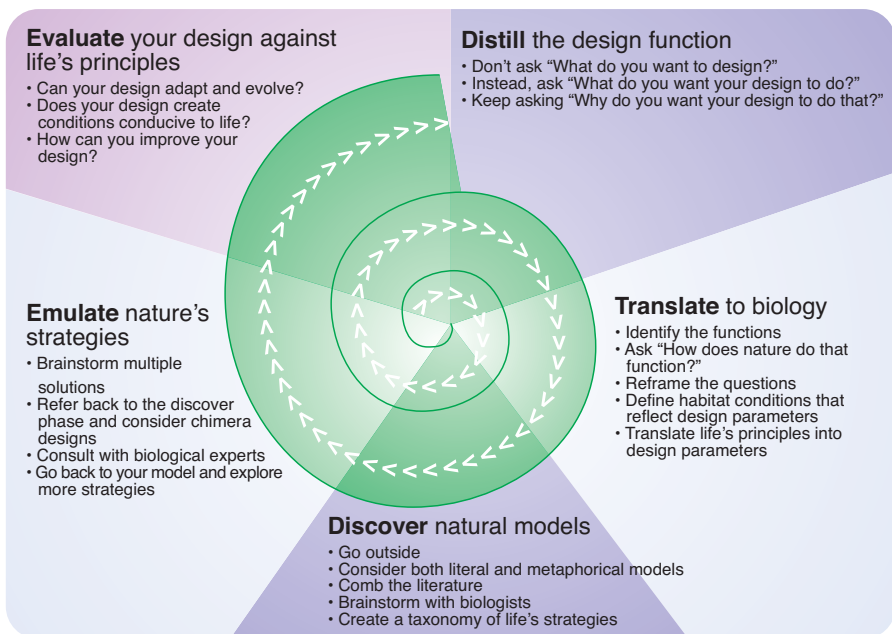 Evaluate your design against
life's principles
• Can your design adapt and evolve?
• Does your design create
conditions conducive to life?
• How can you improve your
design?
Distill the design function
• Don't ask “What do you want to design?”
• Instead, ask “What do you want your design to do?”
• Keep asking “Why do you want your design to do that?”
Translate to biology
• Identify the functions
• Ask “How does nature do that
function?”
• Reframe the questions
• Define habitat conditions that
reflect design parameters
• Translate life's principles into
design parameters
Discover natural models
• Go outside
• Consider both literal and metaphorical models
• Comb the literature
• Brainstorm with biologists
• Create a taxonomy of life's strategies
Emulate nature's
strategies
• Brainstorm multiple
solutions
• Refer back to the discover
phase and consider chimera
designs
• Consult with biological experts
• Go back to your model and explore
more strategies